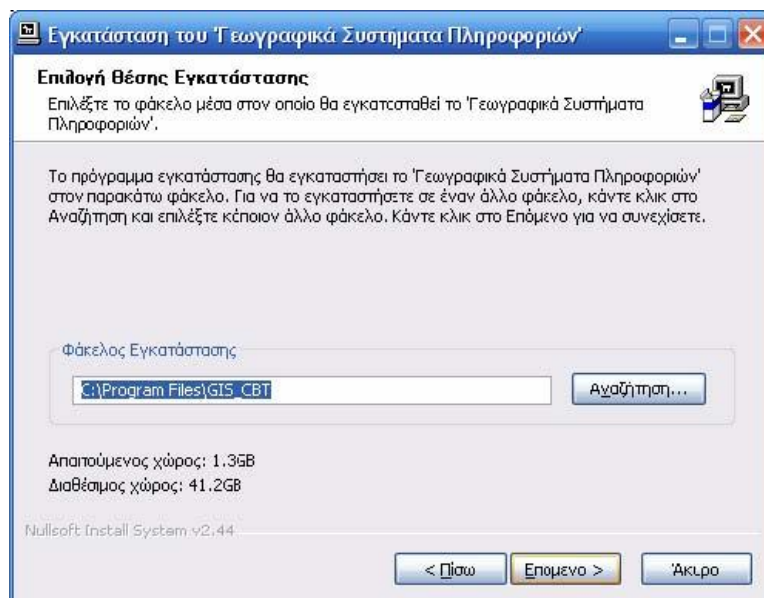 Εγκατάσταση του 'Γεωγραφικά Συστήματα Πληροφοριών'
Επιλογή Θέσης Εγκατάστασης
Επιλέξτε το φάκελο μέσα στον οποίο θα εγκατασταθεί το 'Γεωγραφικά Συστήματα
Πληροφοριών'.
Το πρόγραμμα εγκατάστασης θα εγκαταστήσει το 'Γεωγραφικά Συστήματα Πληροφοριών'
στον παρακάτω φάκελο. Για να το εγκαταστήσετε σε έναν άλλο φάκελο, κάντε κλικ στο
Αναζήτηση και επιλέξτε κάποιον άλλο φάκελο. Κάντε κλικ στο Επόμενο για να συνεχίσετε.
Φάκελος Εγκατάστασης
C:\Program Files\GIS_CBT
Αναζήτηση...
Απαιτούμενος χώρος: 1.3GB
Διαθέσιμος χώρος: 41.2GB
Nullsoft Install System v2.44
< Πίσω
Επόμενο >
Άκυρο